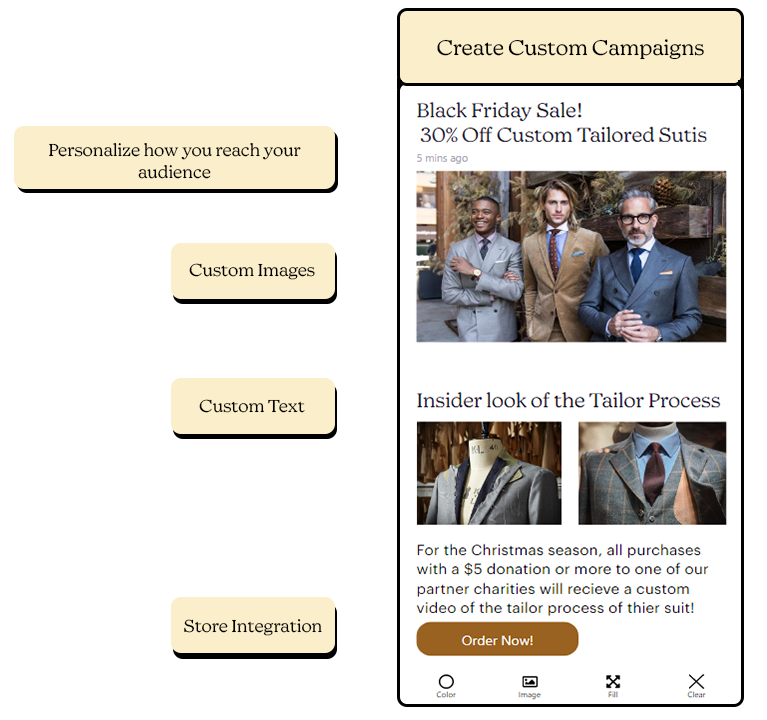 Create Custom Campaigns
Personalize how you reach your
audience
Custom Images
Custom Text
Store Integration
Black Friday Sale!
30% Off Custom Tailored Sutis
5 mins ago
Insider look of the Tailor Process
For the Christmas season, all purchases
with a $5 donation or more to one of our
partner charities will recieve a custom
video of the tailor process of thier suit!
Order Now!
Color
Image
Fill
Clear